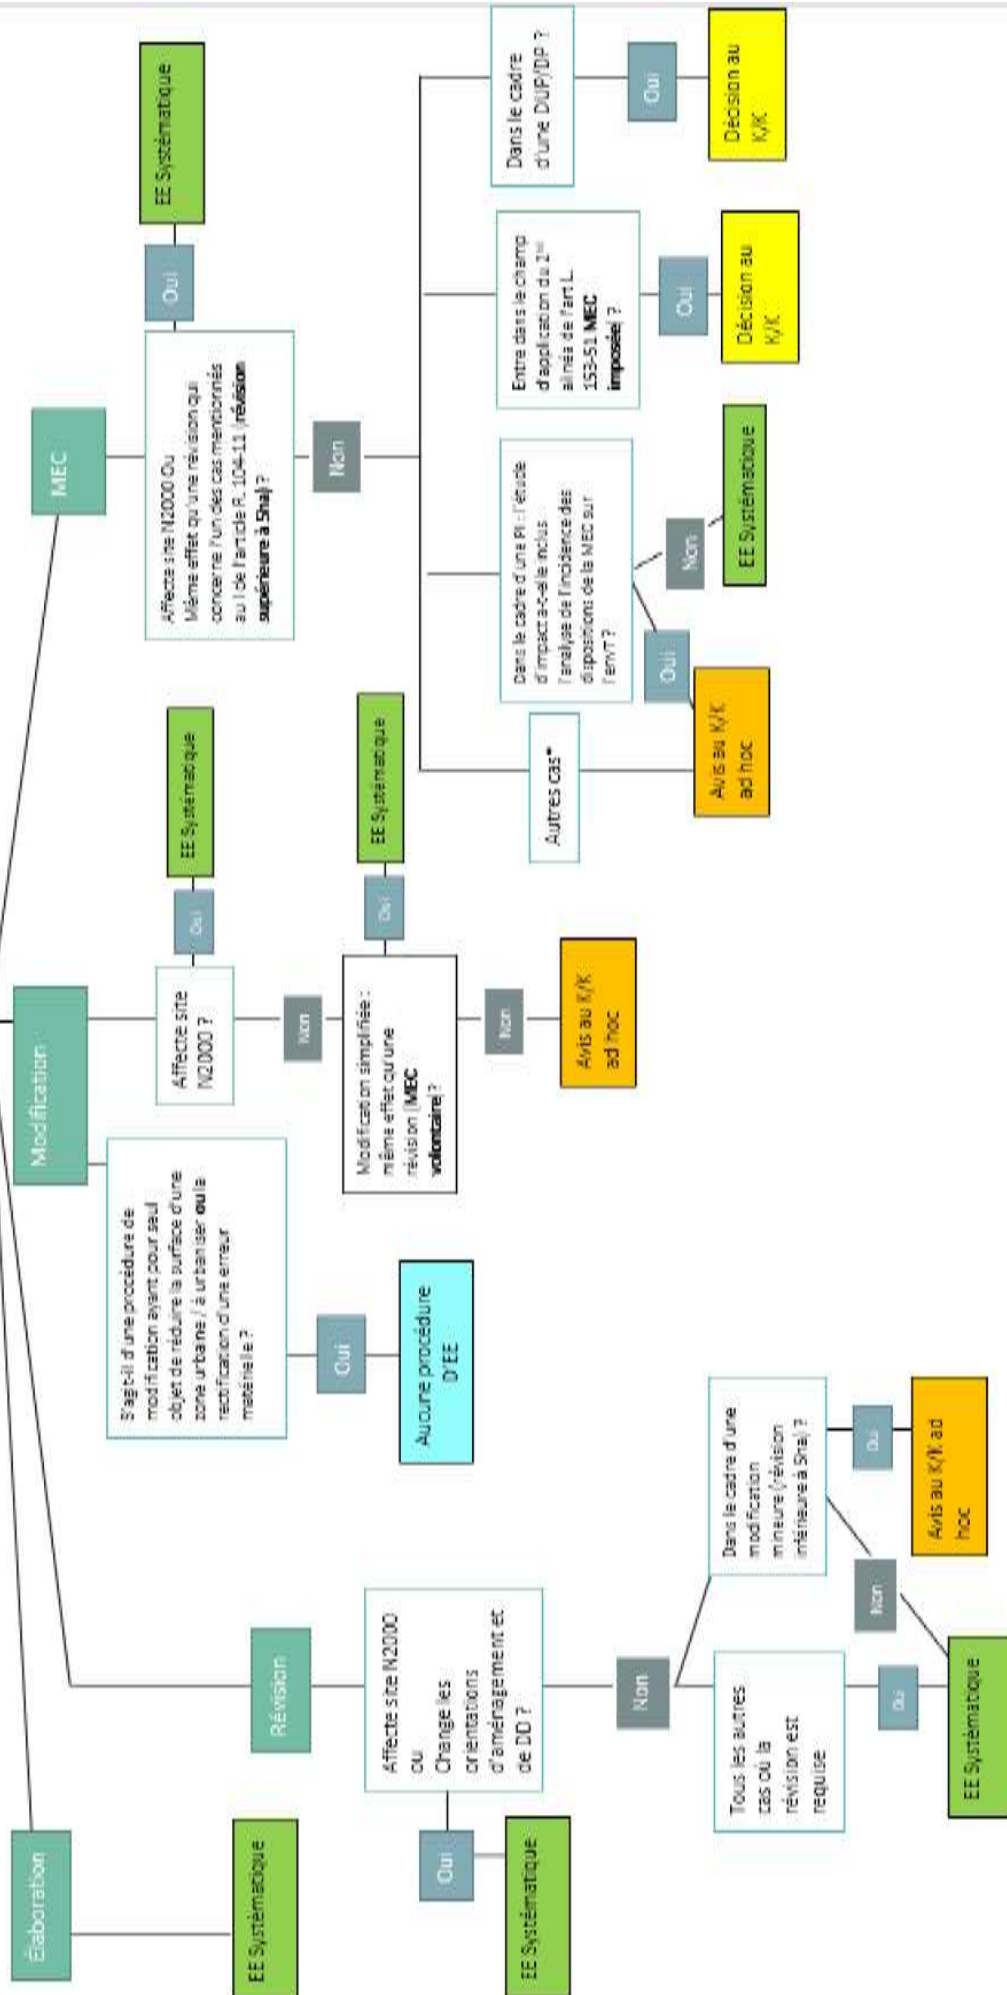 Élaboration
EE Systématique
Révision
Affecte site N2000
ou
Change les
orientations
d'aménagement et
de DD ?
Oui
EE Systématique
Non
Tous les autres
cas où la
révision est
requise
Oui
EE Systématique
Dans le cadre d'une
modification
mineure (révision
inférieure à 5ha) ?
Non
Oui
Avis au K/K ad
hoc
Modification
S'agit-il d'une procédure de
modification ayant pour seul
objet de réduire la surface d'une
zone urbaine / à urbaniser ou la
rectification d'une erreur
matérielle ?
Oui
Aucune procédure
D'EE
Affecte site
N2000 ?
Oui
EE Systématique
Non
Modification simplifiée :
même effet qu'une
révision (MEC
volontaire) ?
Oui
EE Systématique
Non
Avis au K/K
ad hoc
MEC
Affecte site N2000 Ou
Même effet qu'une révision qui
concerne l'un des cas mentionnés
au I de l'article R. 104-11 (révision
supérieure à 5ha) ?
Oui
EE Systématique
Non
Autres cas*
Avis au K/K
ad hoc
Dans le cadre d'une PI : l'étude
d'impact a-t-elle inclus
l'analyse de l'incidence des
dispositions de la MEC sur
l'envT ?
Oui
Non
EE Systématique
Entre dans le champ
d'application du 2nd
alinéa de l'art L.
153-51 MEC
imposée) ?
Oui
Décision au
K/K
Dans le cadre
d'une DUP/DP ?
Oui
Décision au
K/K